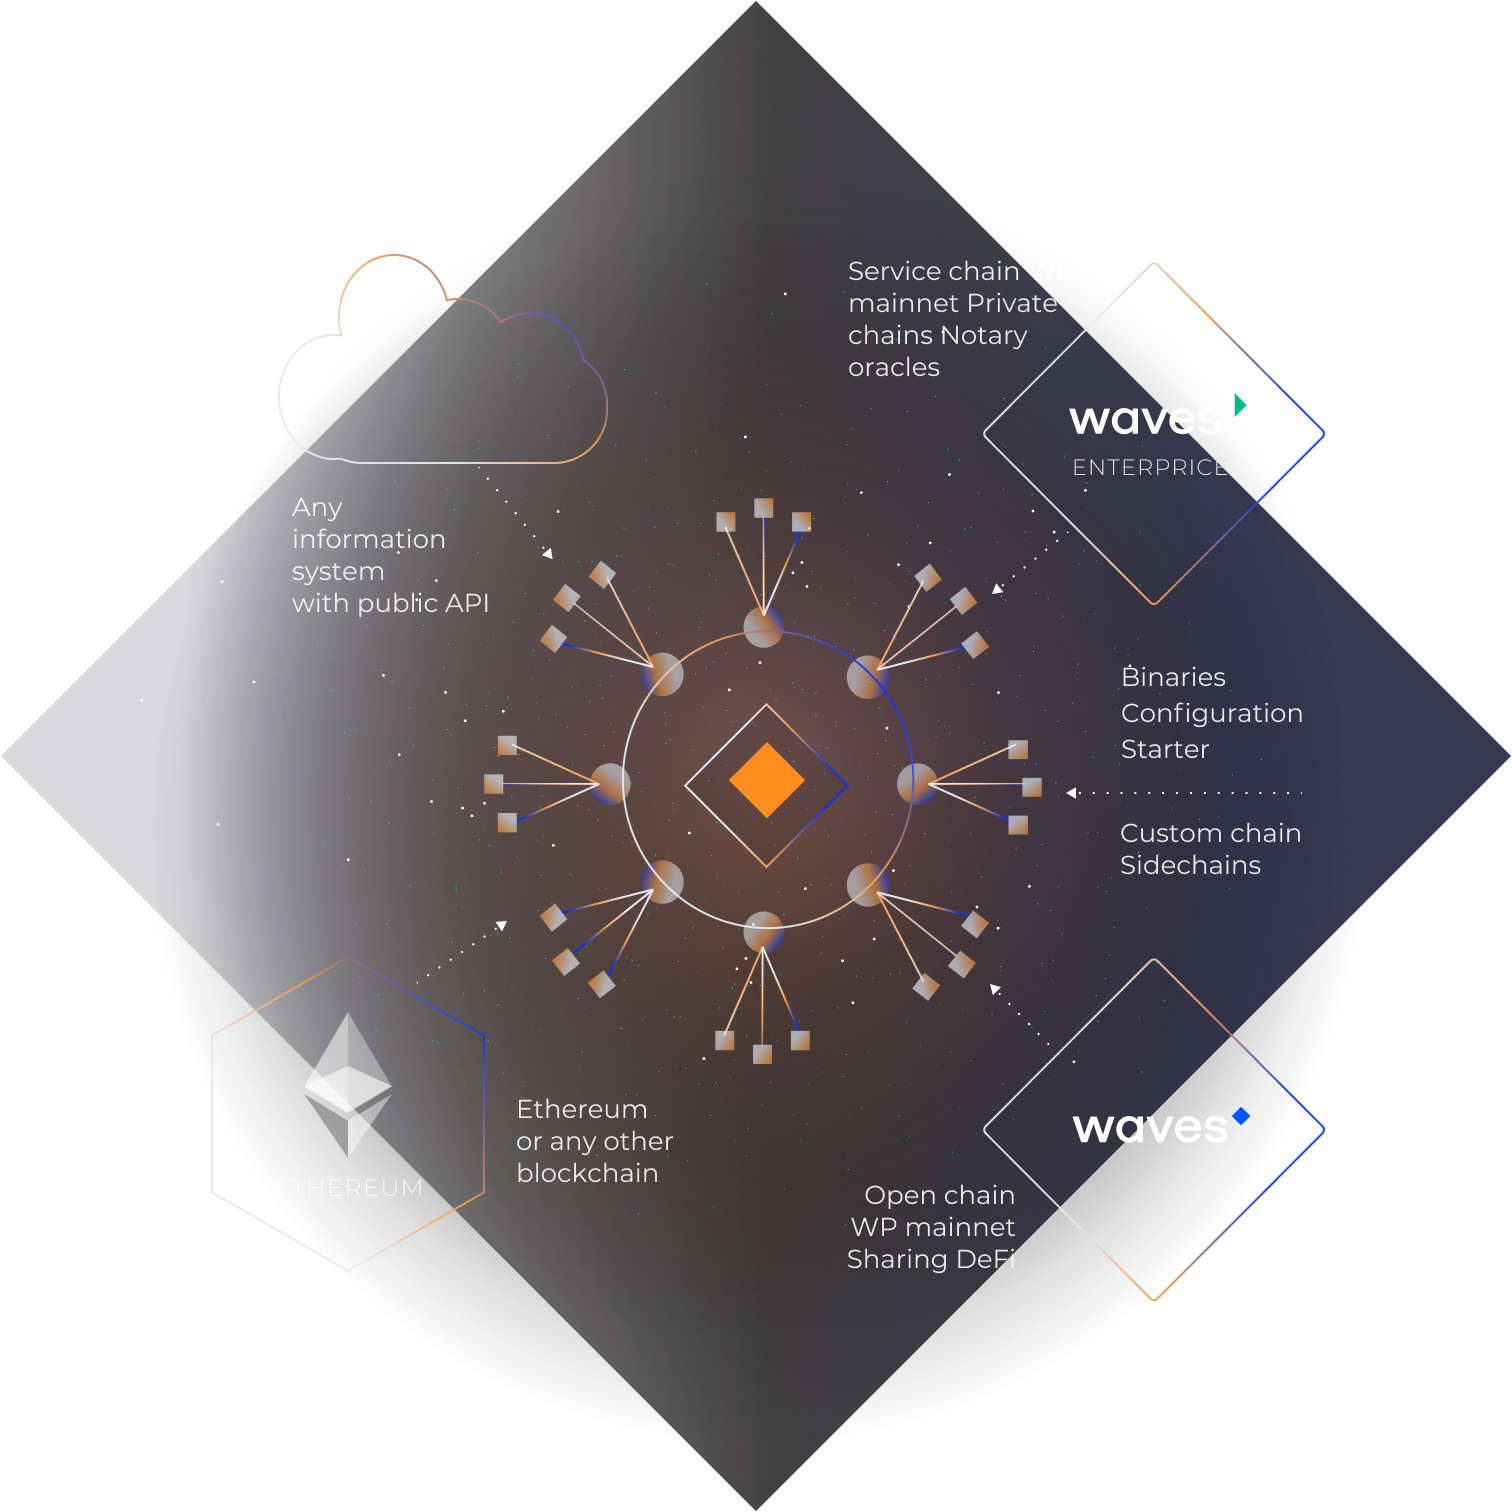 Service chain WE
mainnet Private
chains Notary
oracles
waves
ENTERPRICE
Any
information
system
with public API
Binaries
Configuration
Starter
Custom chain
Sidechains
Ethereum
or any other
blockchain
ETHEREUM
waves
Open chain
WP mainnet
Sharing DeFi